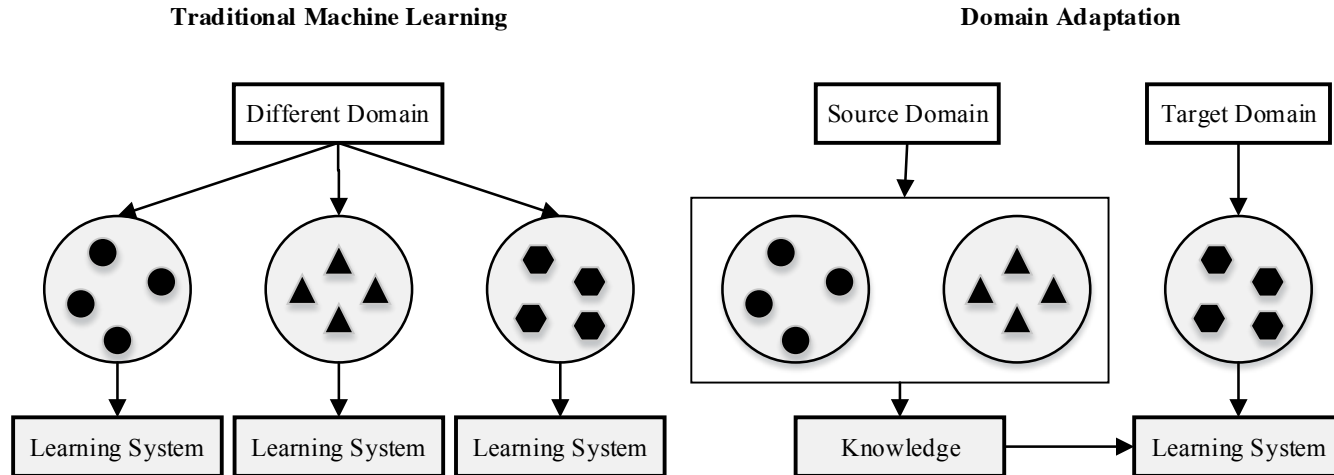 Traditional Machine Learning
Domain Adaptation
Different Domain
Source Domain
Target Domain
Learning System
Learning System
Learning System
Knowledge
Learning System